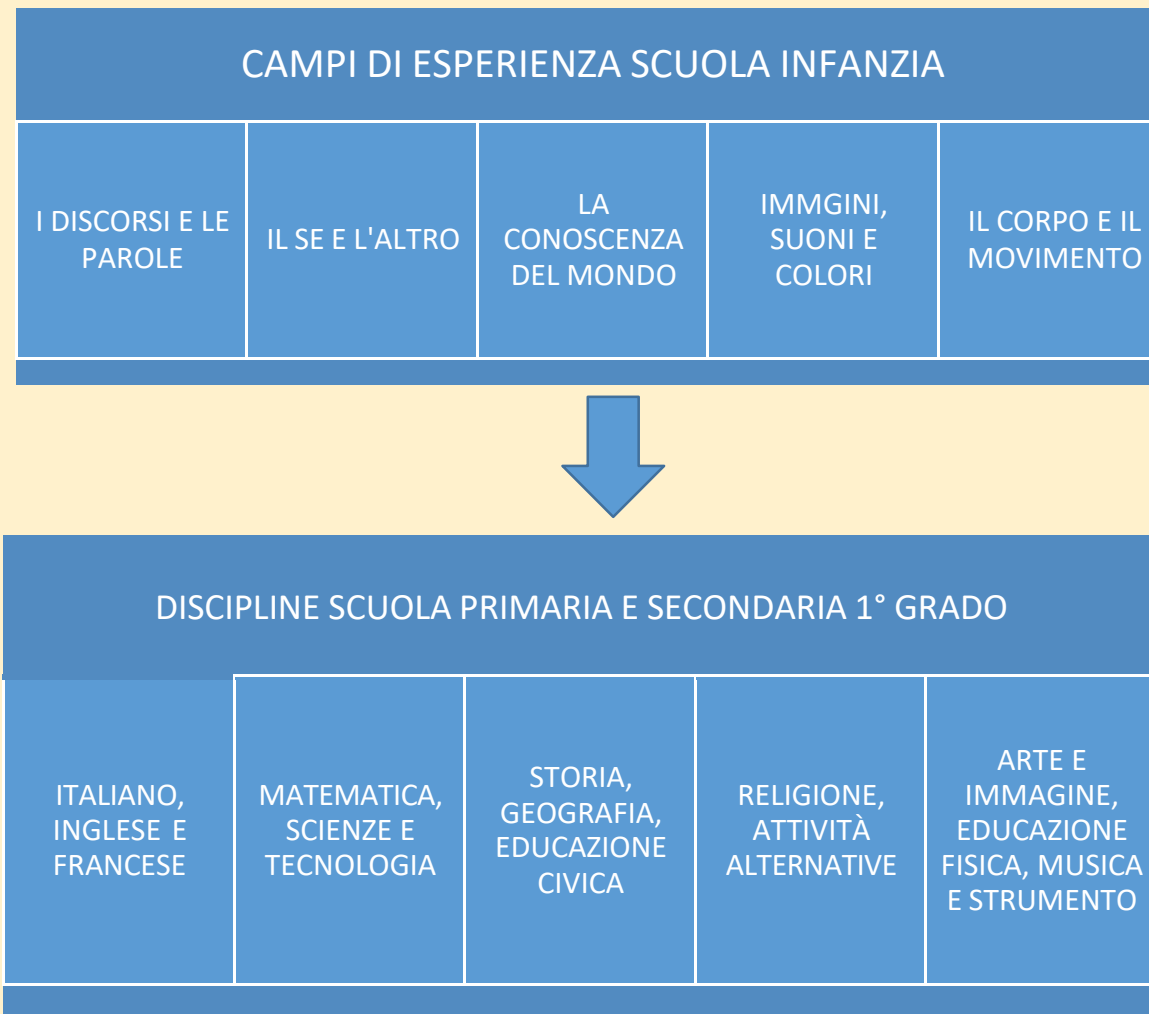 CAMPI DI ESPERIENZA SCUOLA INFANZIA
I DISCORSI E LE
PAROLE
IL SE E L'ALTRO
LA
CONOSCENZA
DEL MONDO
IMMGINI,
SUONI E
COLORI
IL CORPO E IL
MOVIMENTO
DISCIPLINE SCUOLA PRIMARIA E SECONDARIA 1° GRADO
ITALIANO,
INGLESE E
FRANCESE
MATEMATICA,
SCIENZE E
TECNOLOGIA
STORIA,
GEOGRAFIA,
EDUCAZIONE
CIVICA
RELIGIONE,
ATTIVITÀ
ALTERNATIVE
ARTE E
IMMAGINE,
EDUCAZIONE
FISICA, MUSICA
E STRUMENTO